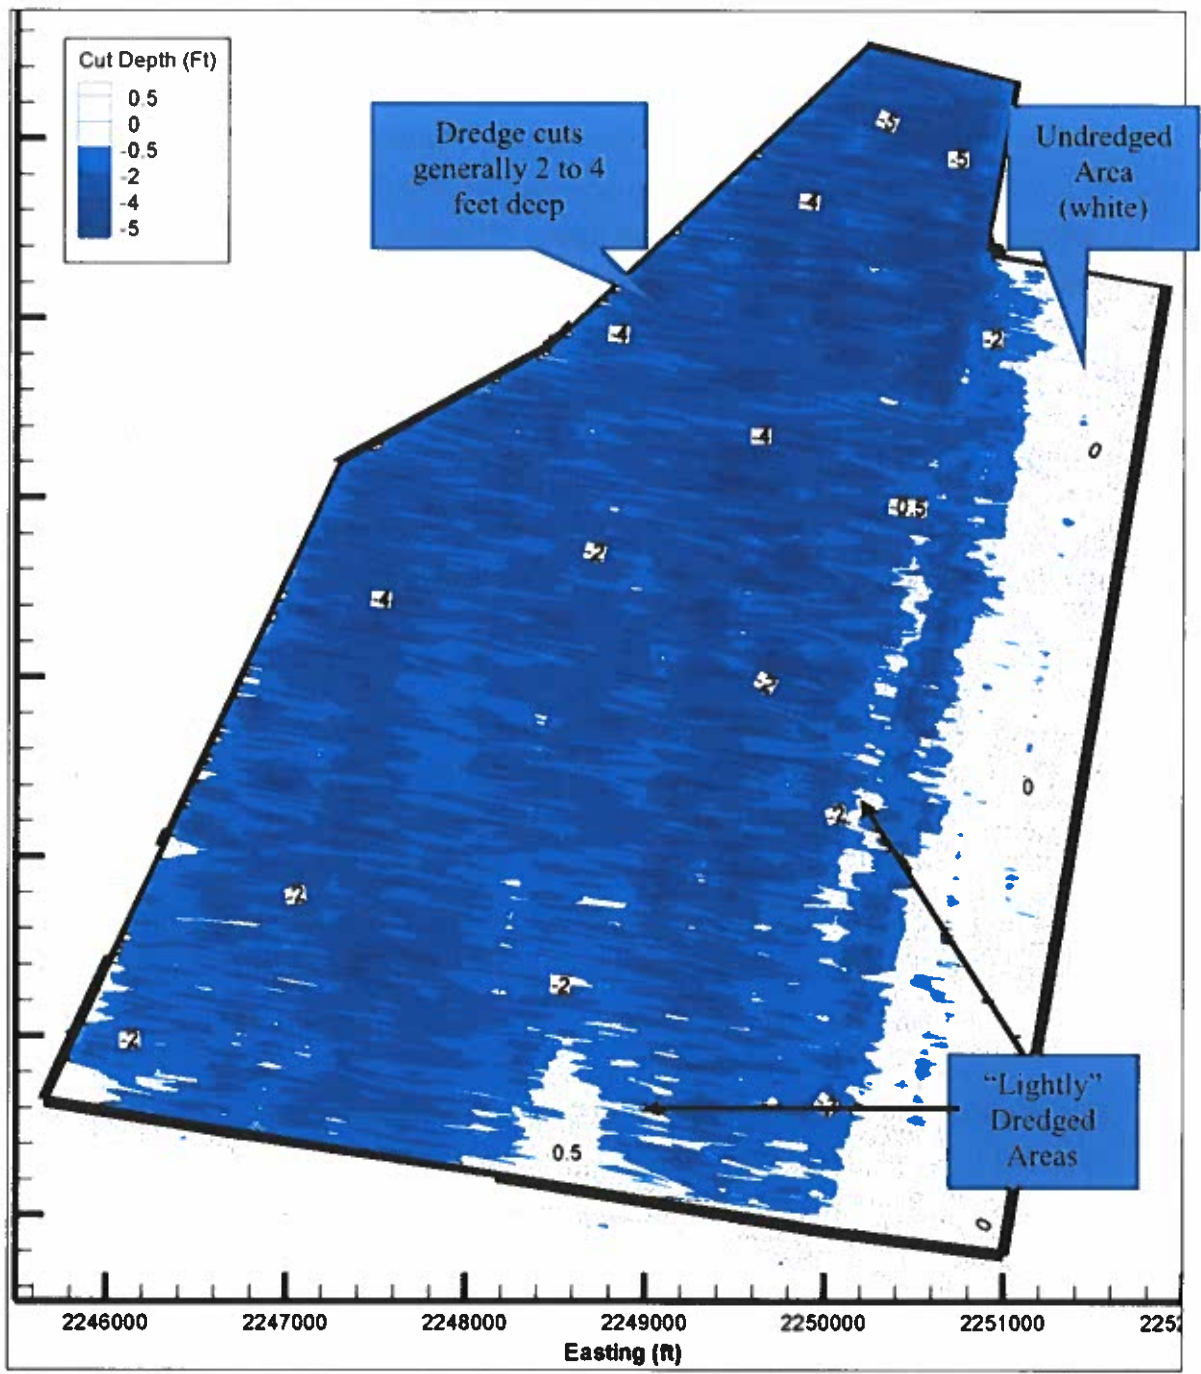 Cut Depth (Ft)
0.5
0
-0.5
-2
-4
-5
Dredge cuts
generally 2 to 4
feet deep
Undredged
Area
(white)
-5
-5
-4
-4
-2
-4
0
-0.5
-2
-4
-2
0
-2
-2
-2
-2
"Lightly"
Dredged
Areas
0.5
0
2246000
2247000
2248000
2249000
2250000
2251000
Easting (ft)